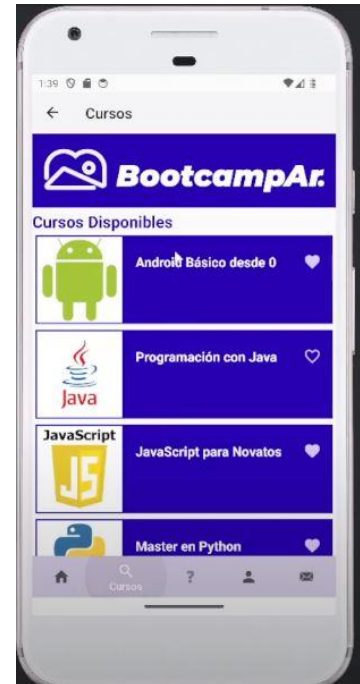 1:39
Cursos
BootcampAr.
Cursos Disponibles
Android Básico desde 0
Programación con Java
Java
JavaScript
JS
JavaScript para Novatos
Master en Python
?
Cursos